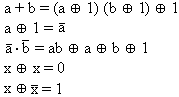 a + b = (a ⊕ 1) (b ⊕ 1) ⊕ 1
a ⊕ 1 = a̅
a̅ · b̅ = ab ⊕ a ⊕ b ⊕ 1
x ⊕ x = 0
x ⊕ x̅ = 1